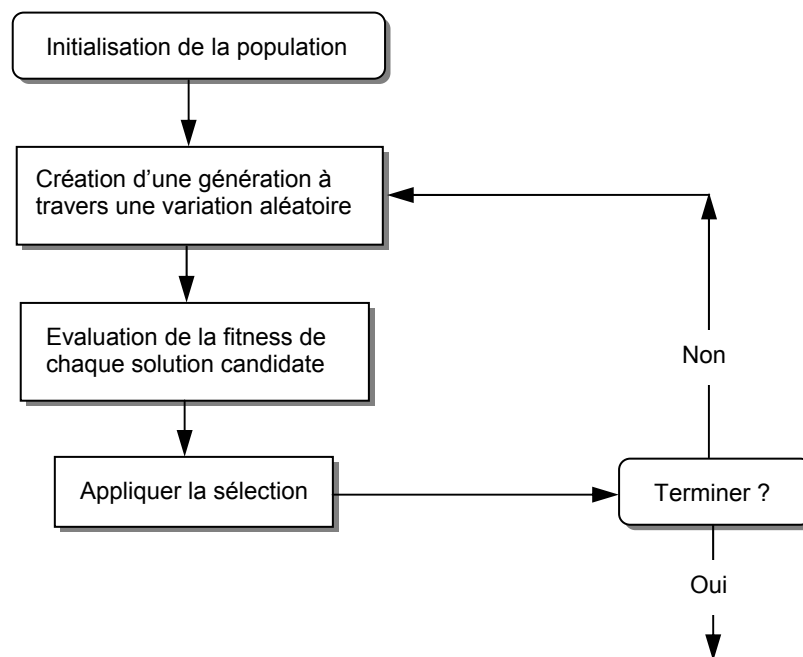 Initialisation de la population
Création d’une génération à
travers une variation aléatoire
Evaluation de la fitness de
chaque solution candidate
Non
Appliquer la sélection
Terminer ?
Oui